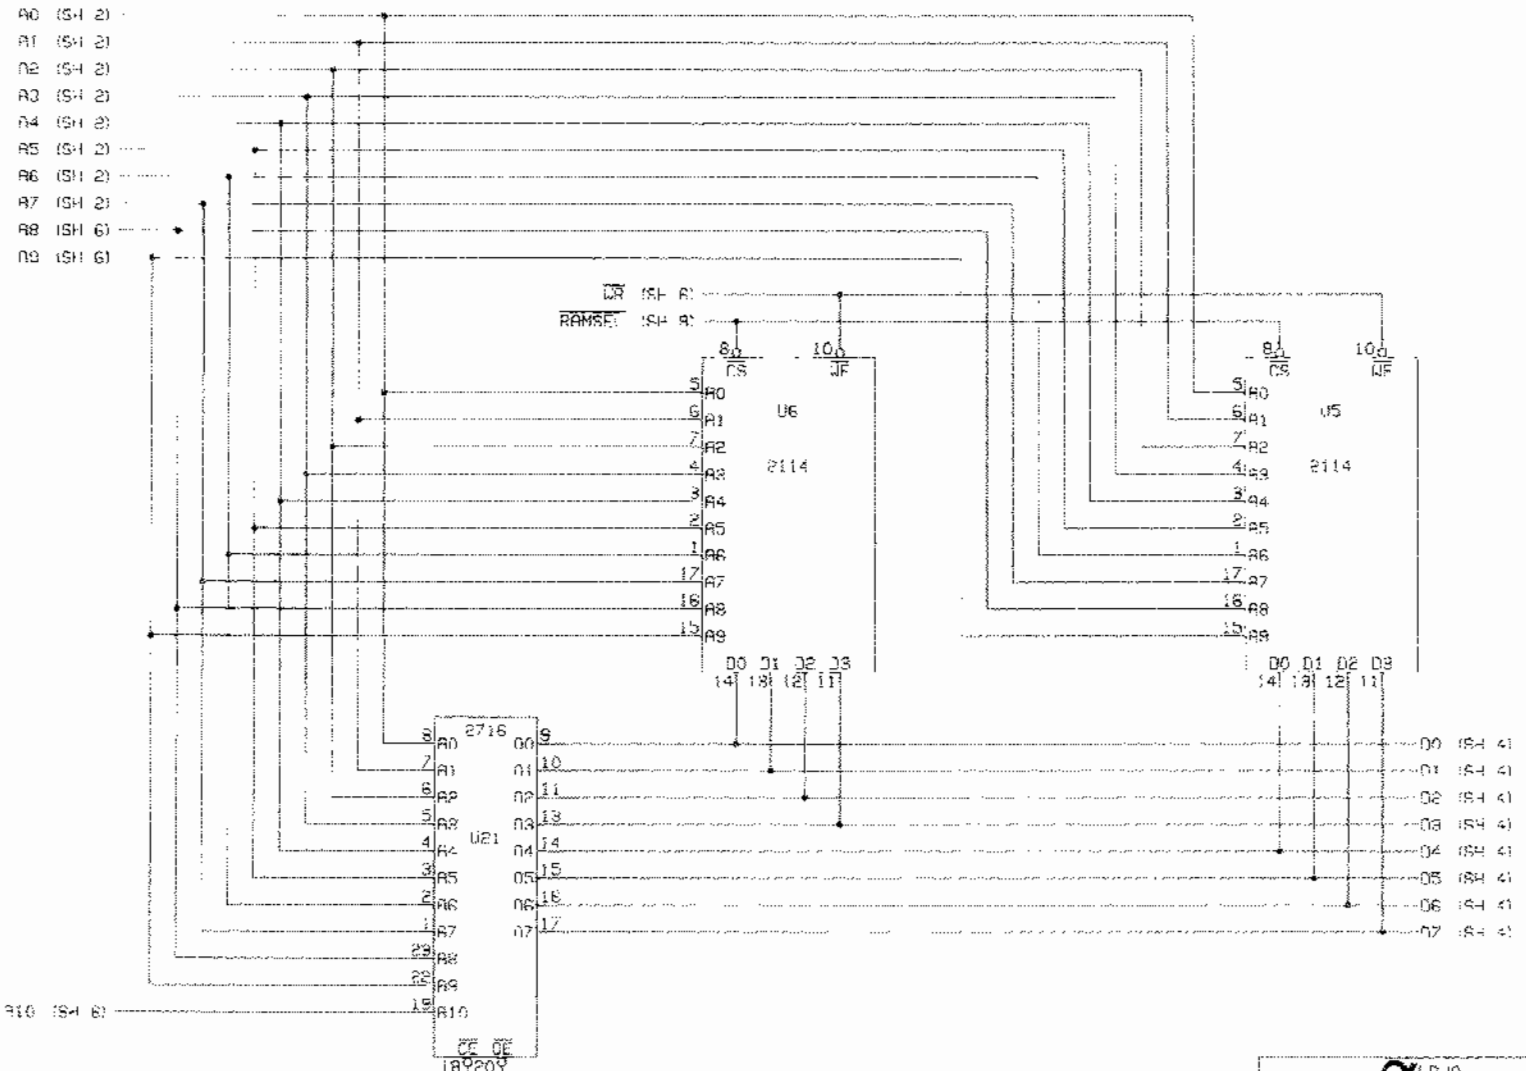 A0 (SH 2)
A1 (SH 2)
A2 (SH 2)
A3 (SH 2)
A4 (SH 2)
A5 (SH 2)
A6 (SH 2)
A7 (SH 2)
A8 (SH 6)
A9 (SH 6)
WR (SH 6)
RAMSEL (SH 8)
8 10
CS WE
5 A0
6 A1
7 A2
4 A3
3 A4
2 A5
1 A6
17 A7
16 A8
15 A9
U6
2114
D0 D1 D2 D3
14 13 12 11
8 10
CS WE
5 A0
6 A1
7 A2
4 A3
3 A4
2 A5
1 A6
17 A7
16 A8
15 A9
U5
2114
D0 D1 D2 D3
14 13 12 11
2716
U21
8 A0
7 A1
6 A2
5 A3
4 A4
3 A5
2 A6
1 A7
23 A8
22 A9
19 A10
O0 9
O1 10
O2 11
O3 13
O4 14
O5 15
O6 16
O7 17
CE OE
18 20
A10 (SH 6)
D0 (SH 4)
D1 (SH 4)
D2 (SH 4)
D3 (SH 4)
D4 (SH 4)
D5 (SH 4)
D6 (SH 4)
D7 (SH 4)